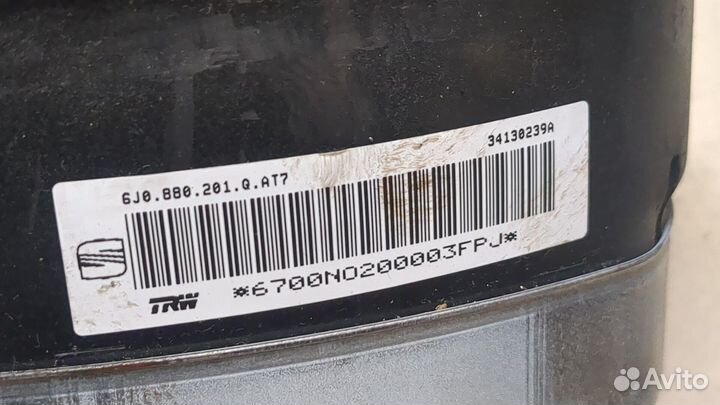 34130239A
6J0.880.201.Q.AT7
TRW
*6700N0200003FPJ*
Avito